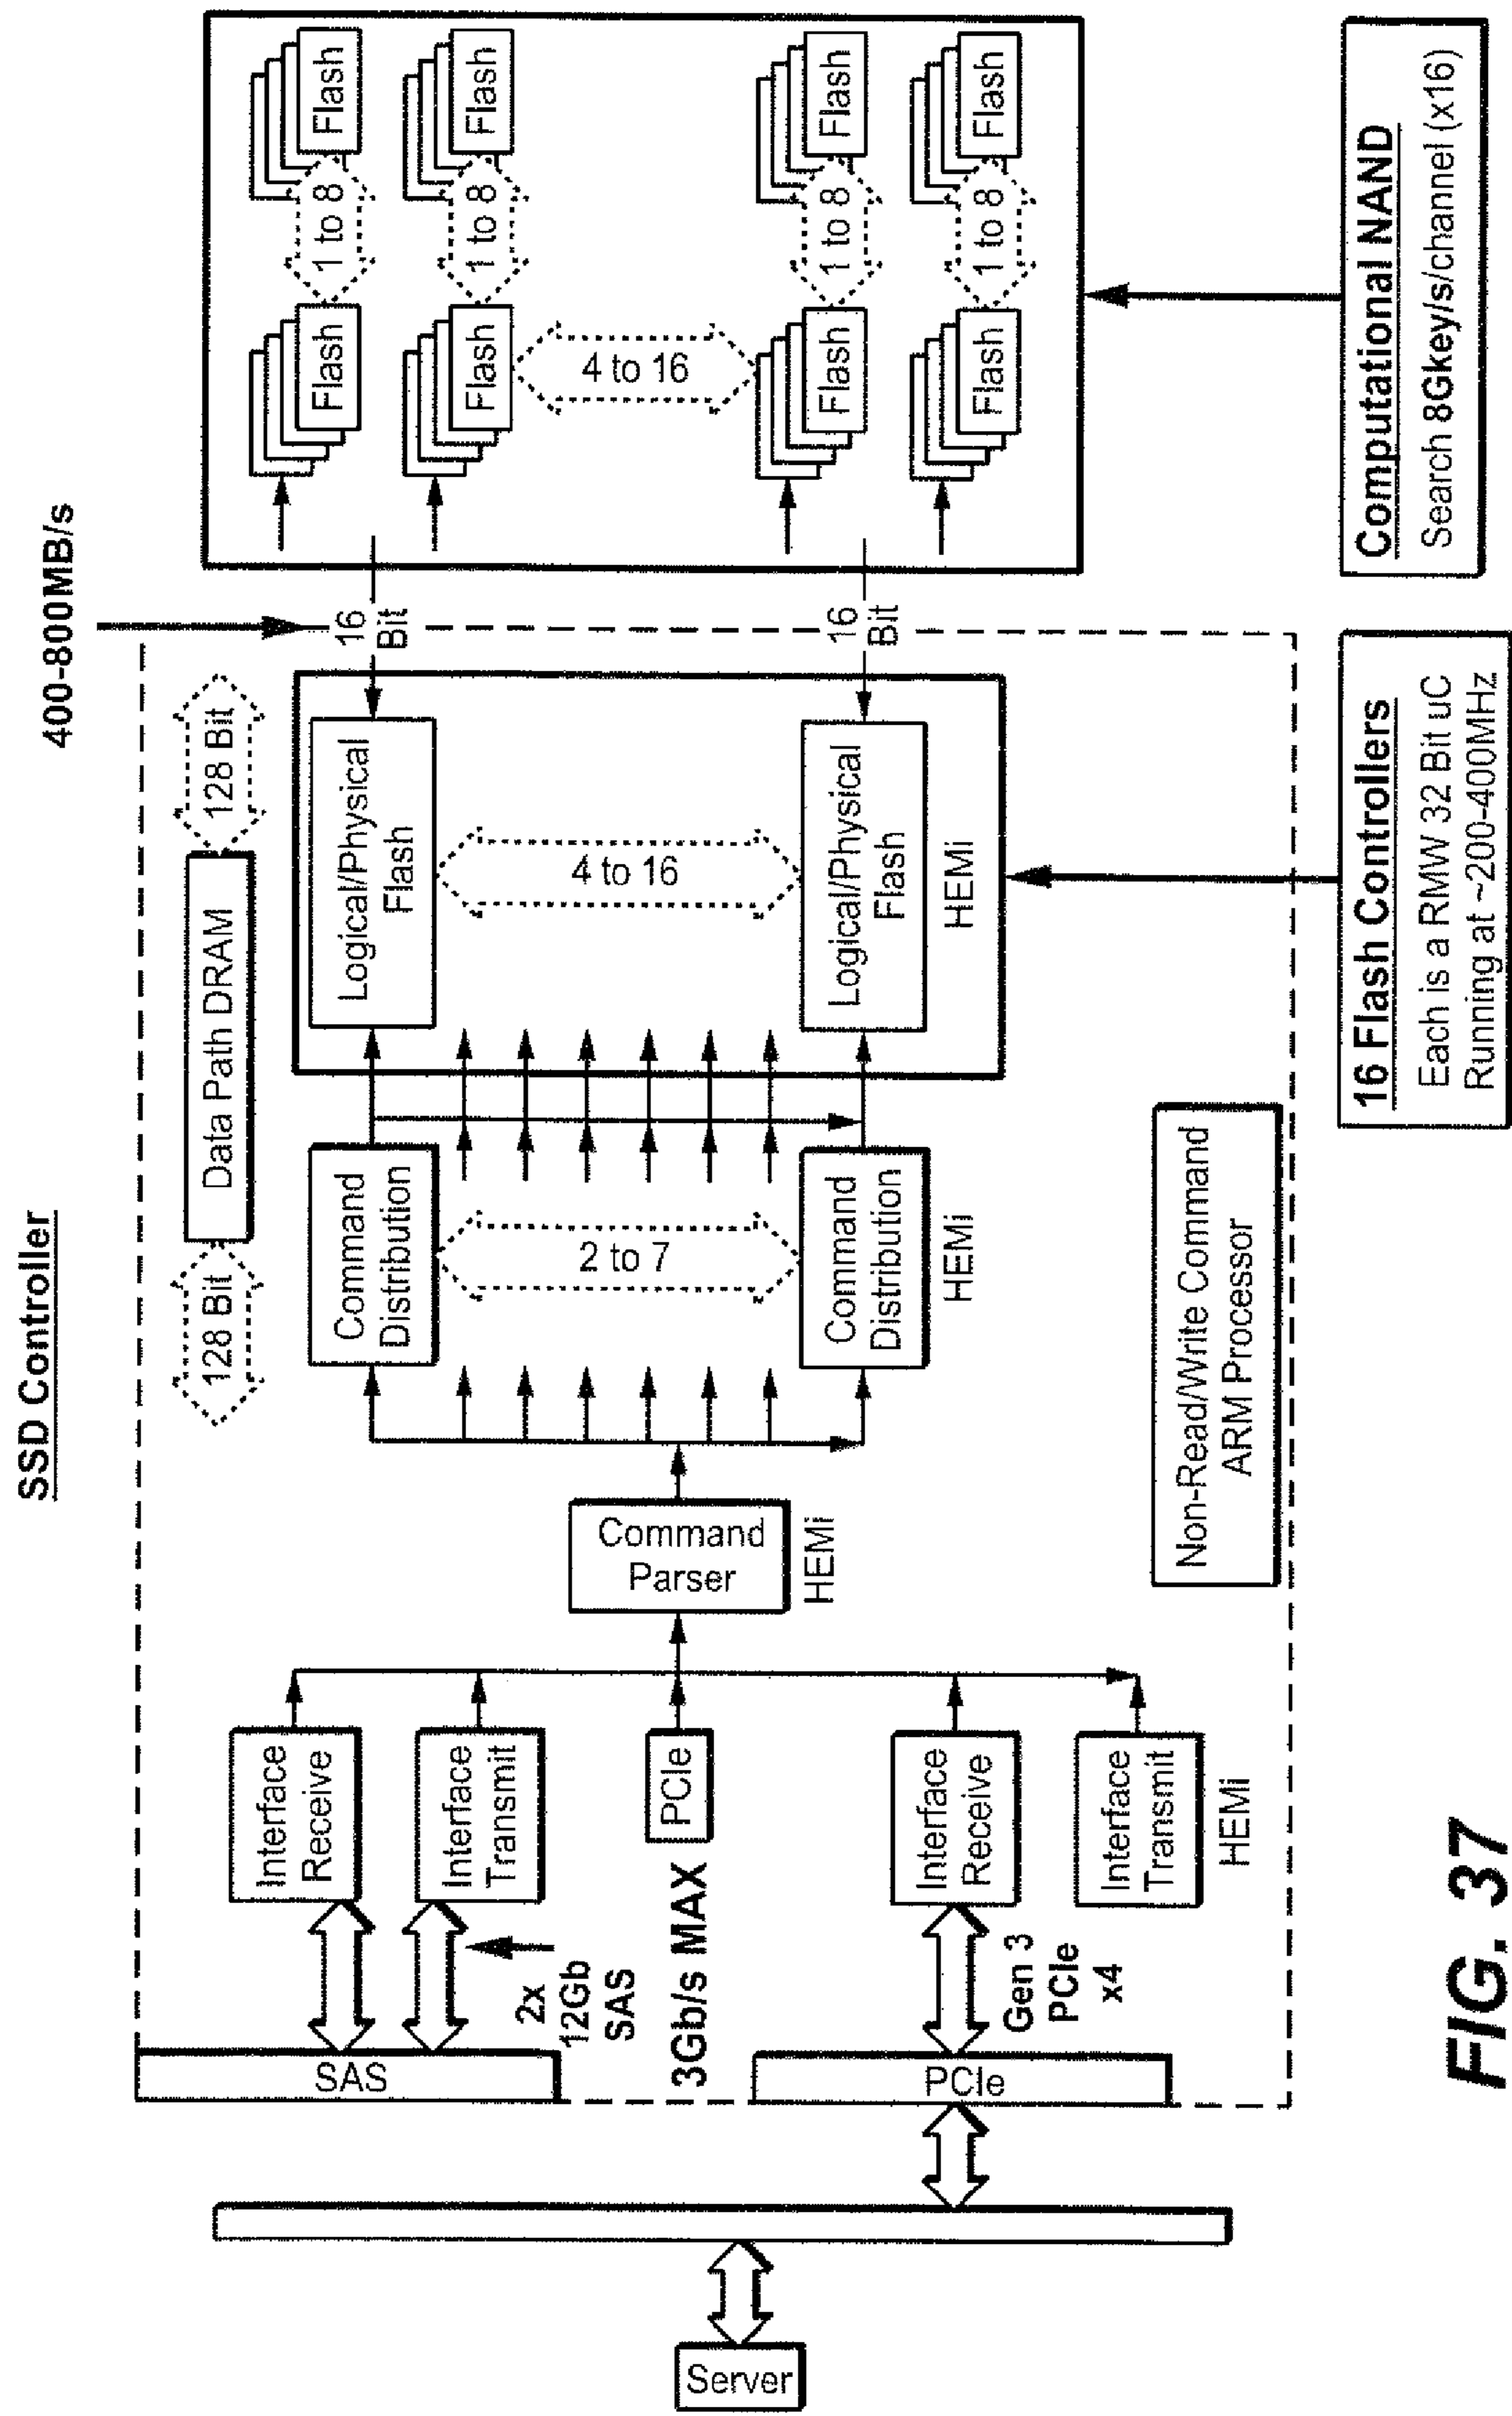 SSD Controller
400-800MB/s
128 Bit
Data Path DRAM
128 Bit
Server
SAS
PCIe
2x
12Gb
SAS
3Gb/s MAX
Gen 3
PCIe
x4
Interface
Receive
Interface
Transmit
PCIe
Interface
Receive
Interface
Transmit
HEMi
Command
Parser
HEMi
Command
Distribution
2 to 7
Command
Distribution
HEMi
Logical/Physical
Flash
4 to 16
Logical/Physical
Flash
HEMi
16
Bit
16
Bit
Flash
1 to 8
Flash
Flash
1 to 8
Flash
4 to 16
Flash
1 to 8
Flash
Flash
1 to 8
Flash
Non-Read/Write Command
ARM Processor
16 Flash Controllers
Each is a RMW 32 Bit uC
Running at ~200-400MHz
Computational NAND
Search 8Gkey/s/channel (x16)
FIG. 37